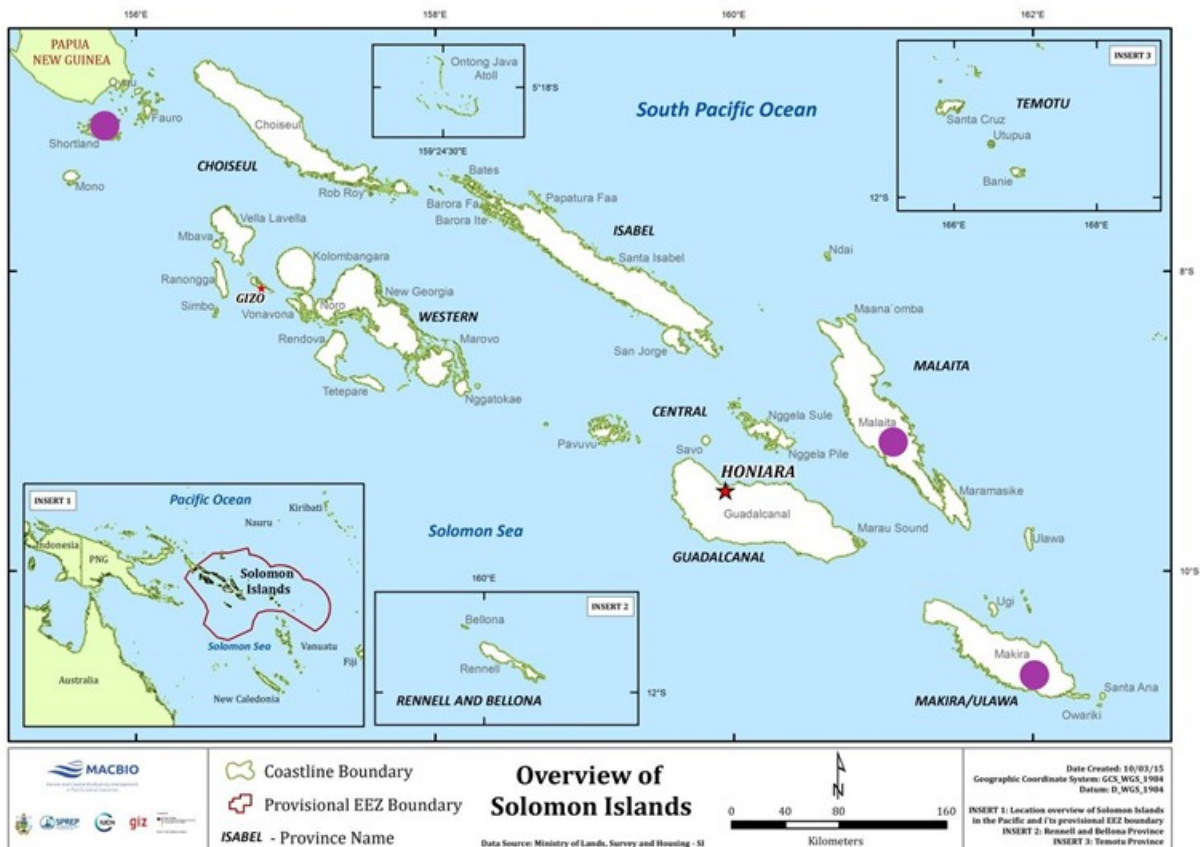 156°E
158°E
160°E
162°E
PAPUA
NEW GUINEA
Ovau
Fauro
Shortland
Mono
Choiseul
CHOISEUL
Rob Roy
Ontong Java
Atoll
5°18'S
159°24'30"E
South Pacific Ocean
INSERT 3
TEMOTU
Santa Cruz
Utupua
Banie
12°S
166°E
168°E
Bates
Barora Fa
Papatura Faa
Barora Ite
ISABEL
Santa Isabel
San Jorge
Vella Lavella
Mbava
Ranongga
GIZO
Simbo
Kolombangara
Vonavona
Noro
New Georgia
WESTERN
Rendova
Marovo
Tetepare
Nggatokae
Ndai
8°S
Maana'omba
MALAITA
Malaita
Maramasike
CENTRAL
Nggela Sule
Pavuvu
Savo
Nggela Pile
HONIARA
Guadalcanal
Marau Sound
GUADALCANAL
Ulawa
10°S
Solomon Sea
INSERT 1
Pacific Ocean
Kiribati
Nauru
Indonesia
PNG
Solomon
Islands
Solomon Sea
Vanuatu
Fiji
Australia
New Caledonia
160°E
INSERT 2
Bellona
Rennell
12°S
RENNELL AND BELLONA
Ugi
Makira
MAKIRA/ULAWA
Santa Ana
Owariki
MACBIO
SPREP
IUCN
giz
Coastline Boundary
Provisional EEZ Boundary
ISABEL - Province Name
Overview of
Solomon Islands
Data Source: Ministry of Lands, Survey and Housing - SI
N
0 40 80 160
Kilometers
Date Created: 10/03/15
Geographic Coordinate System: GCS_WGS_1984
Datum: D_WGS_1984
INSERT 1: Location overview of Solomon Islands
in the Pacific and i'ts provisional EEZ boundary
INSERT 2: Rennell and Bellona Province
INSERT 3: Temotu Province